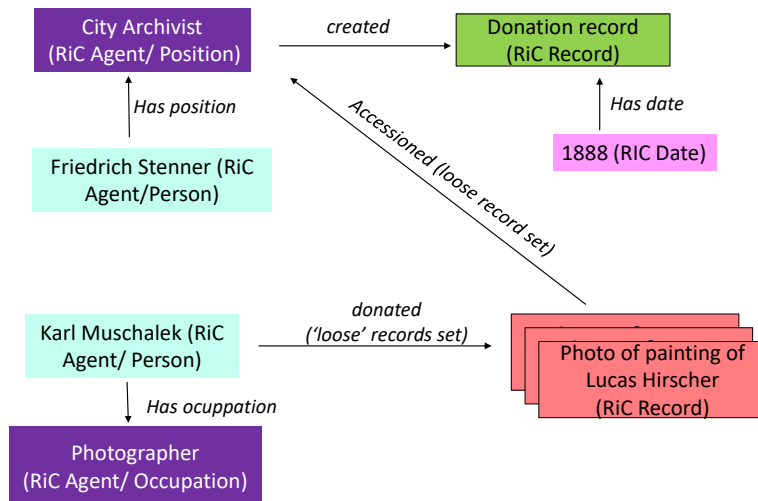 City Archivist
(RiC Agent/ Position)
created
Donation record
(RiC Record)
Has position
Accessioned (loose record set)
Has date
Friedrich Stenner (RiC
Agent/Person)
1888 (RIC Date)
Karl Muschalek (RiC
Agent/ Person)
donated
(‘loose’ records set)
Photo of painting of
Lucas Hirscher
(RiC Record)
Has ocuppation
Photographer
(RiC Agent/ Occupation)